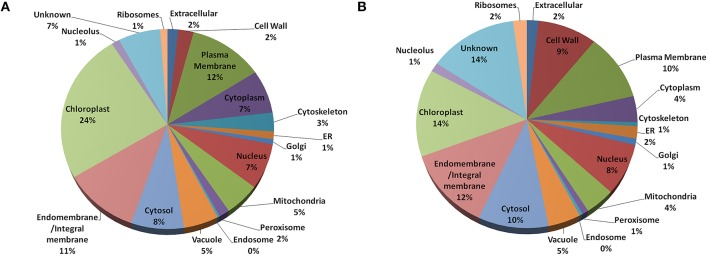 A
Unknown
7%
Ribosomes
1%
Extracellular
2%
Cell Wall
2%
Nucleolus
1%
Plasma
Membrane
12%
Cytoplasm
7%
Cytoskeleton
3%
ER
1%
Golgi
1%
Nucleus
7%
Mitochondria
5%
Peroxisome
2%
Endosome
0%
Vacuole
5%
Cytosol
8%
Endomembrane
/Integral
membrane
11%
Chloroplast
24%
B
Ribosomes
2%
Extracellular
2%
Cell Wall
9%
Plasma Membrane
10%
Cytoplasm
4%
Cytoskeleton
1%
ER
2%
Golgi
1%
Nucleus
8%
Mitochondria
4%
Peroxisome
1%
Endosome
0%
Vacuole
5%
Cytosol
10%
Endomembrane
/Integral
membrane
12%
Chloroplast
14%
Nucleolus
1%
Unknown
14%